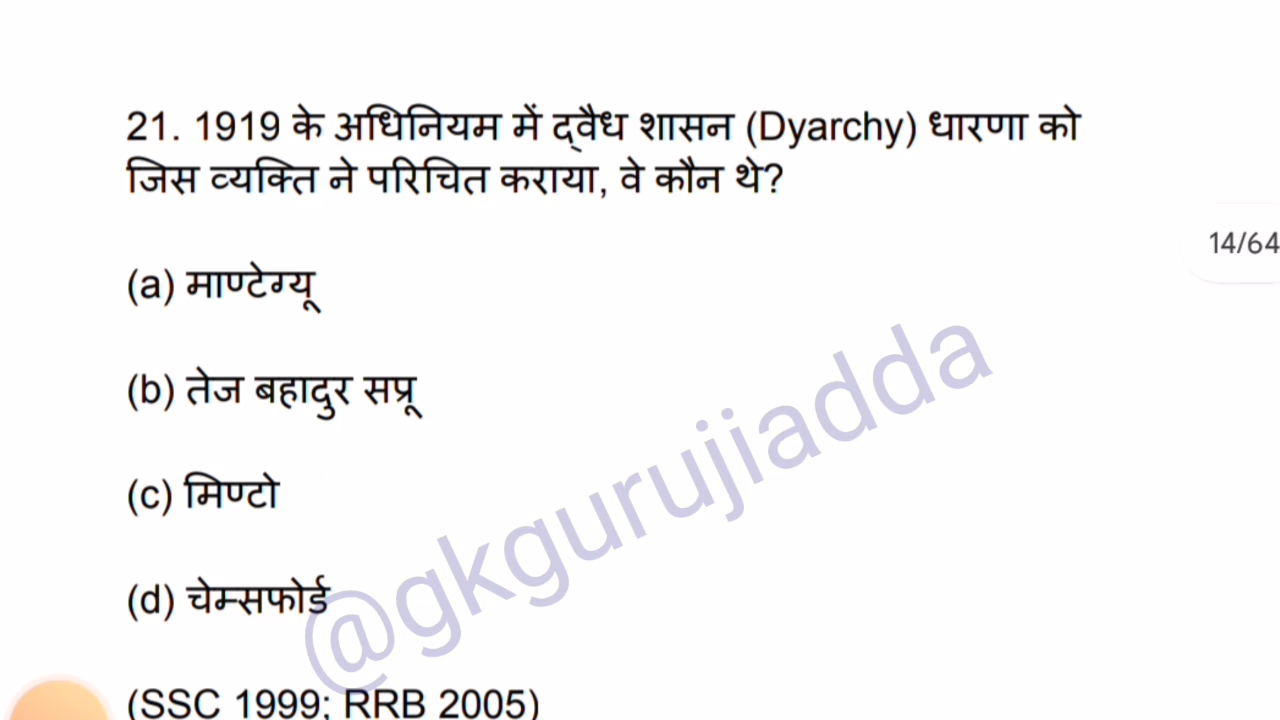 21. 1919 के अधिनियम में द्वैध शासन (Dyarchy) धारणा को
जिस व्यक्ति ने परिचित कराया, वे कौन थे?
14/64
(a) माण्टेग्यू
(b) तेज बहादुर सप्रू
(c) मिण्टो
(d) चेम्सफोर्ड
@gkgurujiadda
(SSC 1999; RRB 2005)